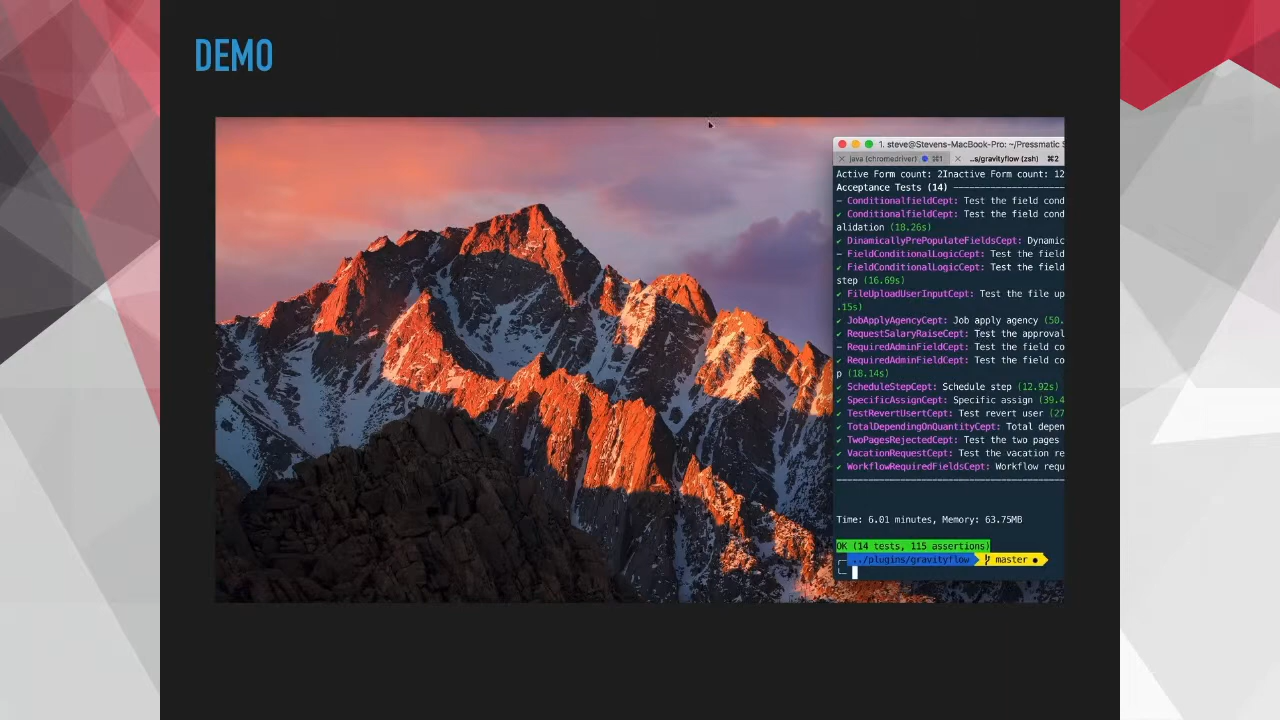 DEMO
1. steve@Stevens-MacBook-Pro: ~/Pressmatic S
java (chromedriver) ⌘1
..s/gravityflow (zsh) ⌘2
Active Form count: 2Inactive Form count: 12
Acceptance Tests (14) ----------------------
– ConditionalfieldCept: Test the field cond
✔ ConditionalfieldCept: Test the field cond
alidation (18.26s)
✔ DinamicallyPrePopulateFieldsCept: Dynamic
– FieldConditionalLogicCept: Test the field
✔ FieldConditionalLogicCept: Test the field
step (16.69s)
✔ FileUploadUserInputCept: Test the file up
.15s)
✔ JobApplyAgencyCept: Job apply agency (50.
✔ RequestSalaryRaiseCept: Test the approval
– RequiredAdminFieldCept: Test the field co
✔ RequiredAdminFieldCept: Test the field co
p (18.14s)
✔ ScheduleStepCept: Schedule step (12.92s)
✔ SpecificAssignCept: Specific assign (39.4
✔ TestRevertUsertCept: Test revert user (27
✔ TotalDependingOnQuantityCept: Total depen
✔ TwoPagesRejectedCept: Test the two pages
✔ VacationRequestCept: Test the vacation re
✔ WorkflowRequiredFieldsCept: Workflow requ
-------------------------------------------
Time: 6.01 minutes, Memory: 63.75MB
OK (14 tests, 115 assertions)
../plugins/gravityflow master ●